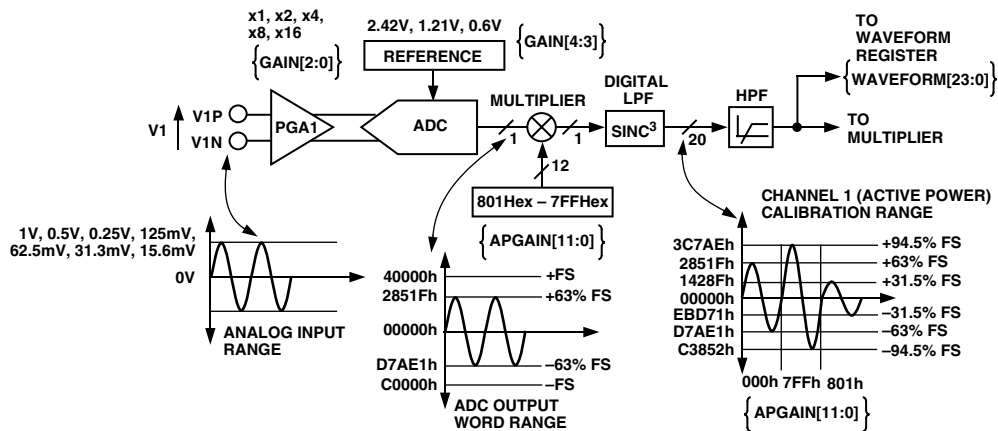 x1, x2, x4,
x8, x16
{GAIN[2:0]}
2.42V, 1.21V, 0.6V
REFERENCE
{GAIN[4:3]}
TO
WAVEFORM
REGISTER
{WAVEFORM[23:0]}
V1
V1P
V1N
PGA1
ADC
MULTIPLIER
1
1
12
DIGITAL
LPF
SINC3
20
HPF
TO
MULTIPLIER
801Hex – 7FFHex
{APGAIN[11:0]}
1V, 0.5V, 0.25V, 125mV,
62.5mV, 31.3mV, 15.6mV
0V
ANALOG INPUT
RANGE
40000h +FS
2851Fh +63% FS
00000h
D7AE1h –63% FS
C0000h –FS
ADC OUTPUT
WORD RANGE
CHANNEL 1 (ACTIVE POWER)
CALIBRATION RANGE
3C7AEh +94.5% FS
2851Fh +63% FS
1428Fh +31.5% FS
00000h
EBD71h –31.5% FS
D7AE1h –63% FS
C3852h –94.5% FS
000h 7FFh 801h
{APGAIN[11:0]}